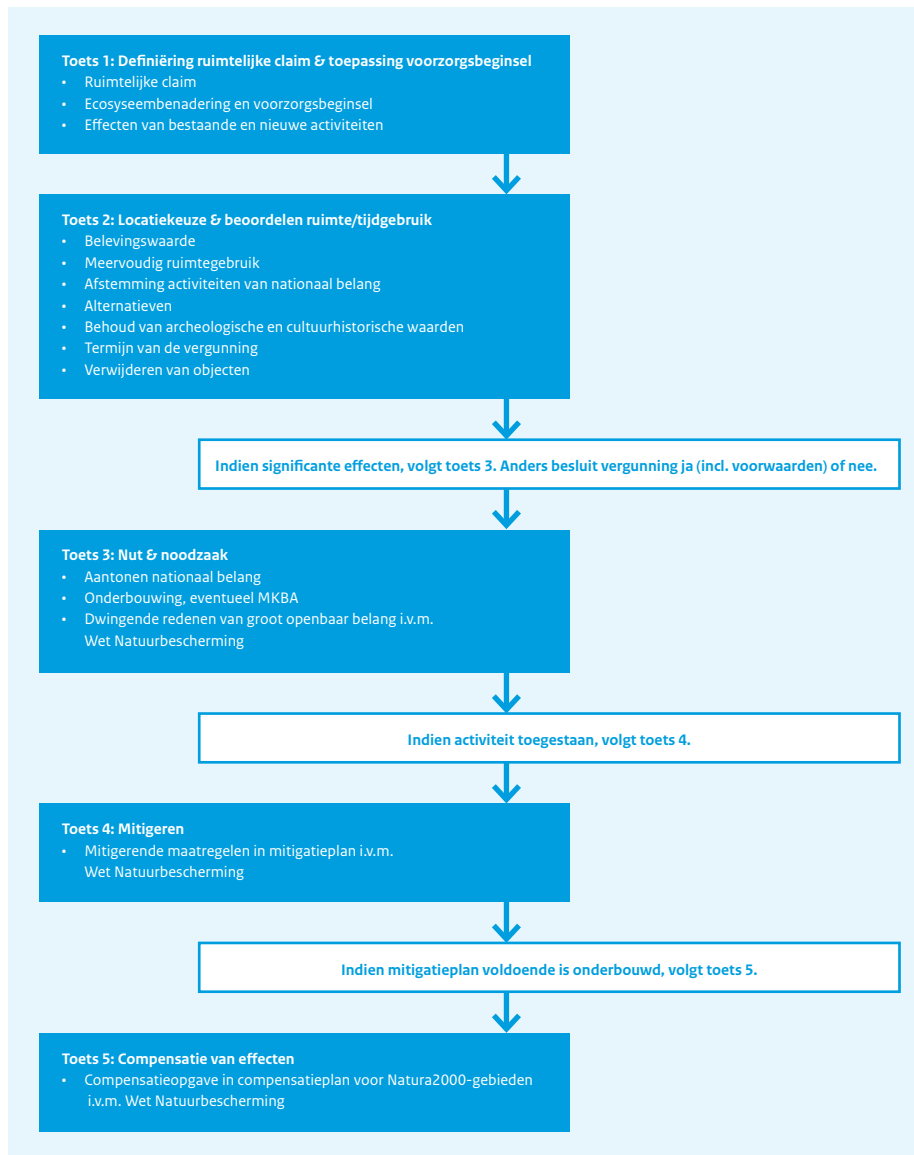 Toets 1: Definiëring ruimtelijke claim & toepassing voorzorgsbeginsel
• Ruimtelijke claim
• Ecosyseembenadering en voorzorgsbeginsel
• Effecten van bestaande en nieuwe activiteiten
Toets 2: Locatiekeuze & beoordelen ruimte/tijdgebruik
• Belevingswaarde
• Meervoudig ruimtegebruik
• Afstemming activiteiten van nationaal belang
• Alternatieven
• Behoud van archeologische en cultuurhistorische waarden
• Termijn van de vergunning
• Verwijderen van objecten
Indien significante effecten, volgt toets 3. Anders besluit vergunning ja (incl. voorwaarden) of nee.
Toets 3: Nut & noodzaak
• Aantonen nationaal belang
• Onderbouwing, eventueel MKBA
• Dwingende redenen van groot openbaar belang i.v.m.
Wet Natuurbescherming
Indien activiteit toegestaan, volgt toets 4.
Toets 4: Mitigeren
• Mitigerende maatregelen in mitigatieplan i.v.m.
Wet Natuurbescherming
Indien mitigatieplan voldoende is onderbouwd, volgt toets 5.
Toets 5: Compensatie van effecten
• Compensatieopgave in compensatieplan voor Natura2000-gebieden
i.v.m. Wet Natuurbescherming